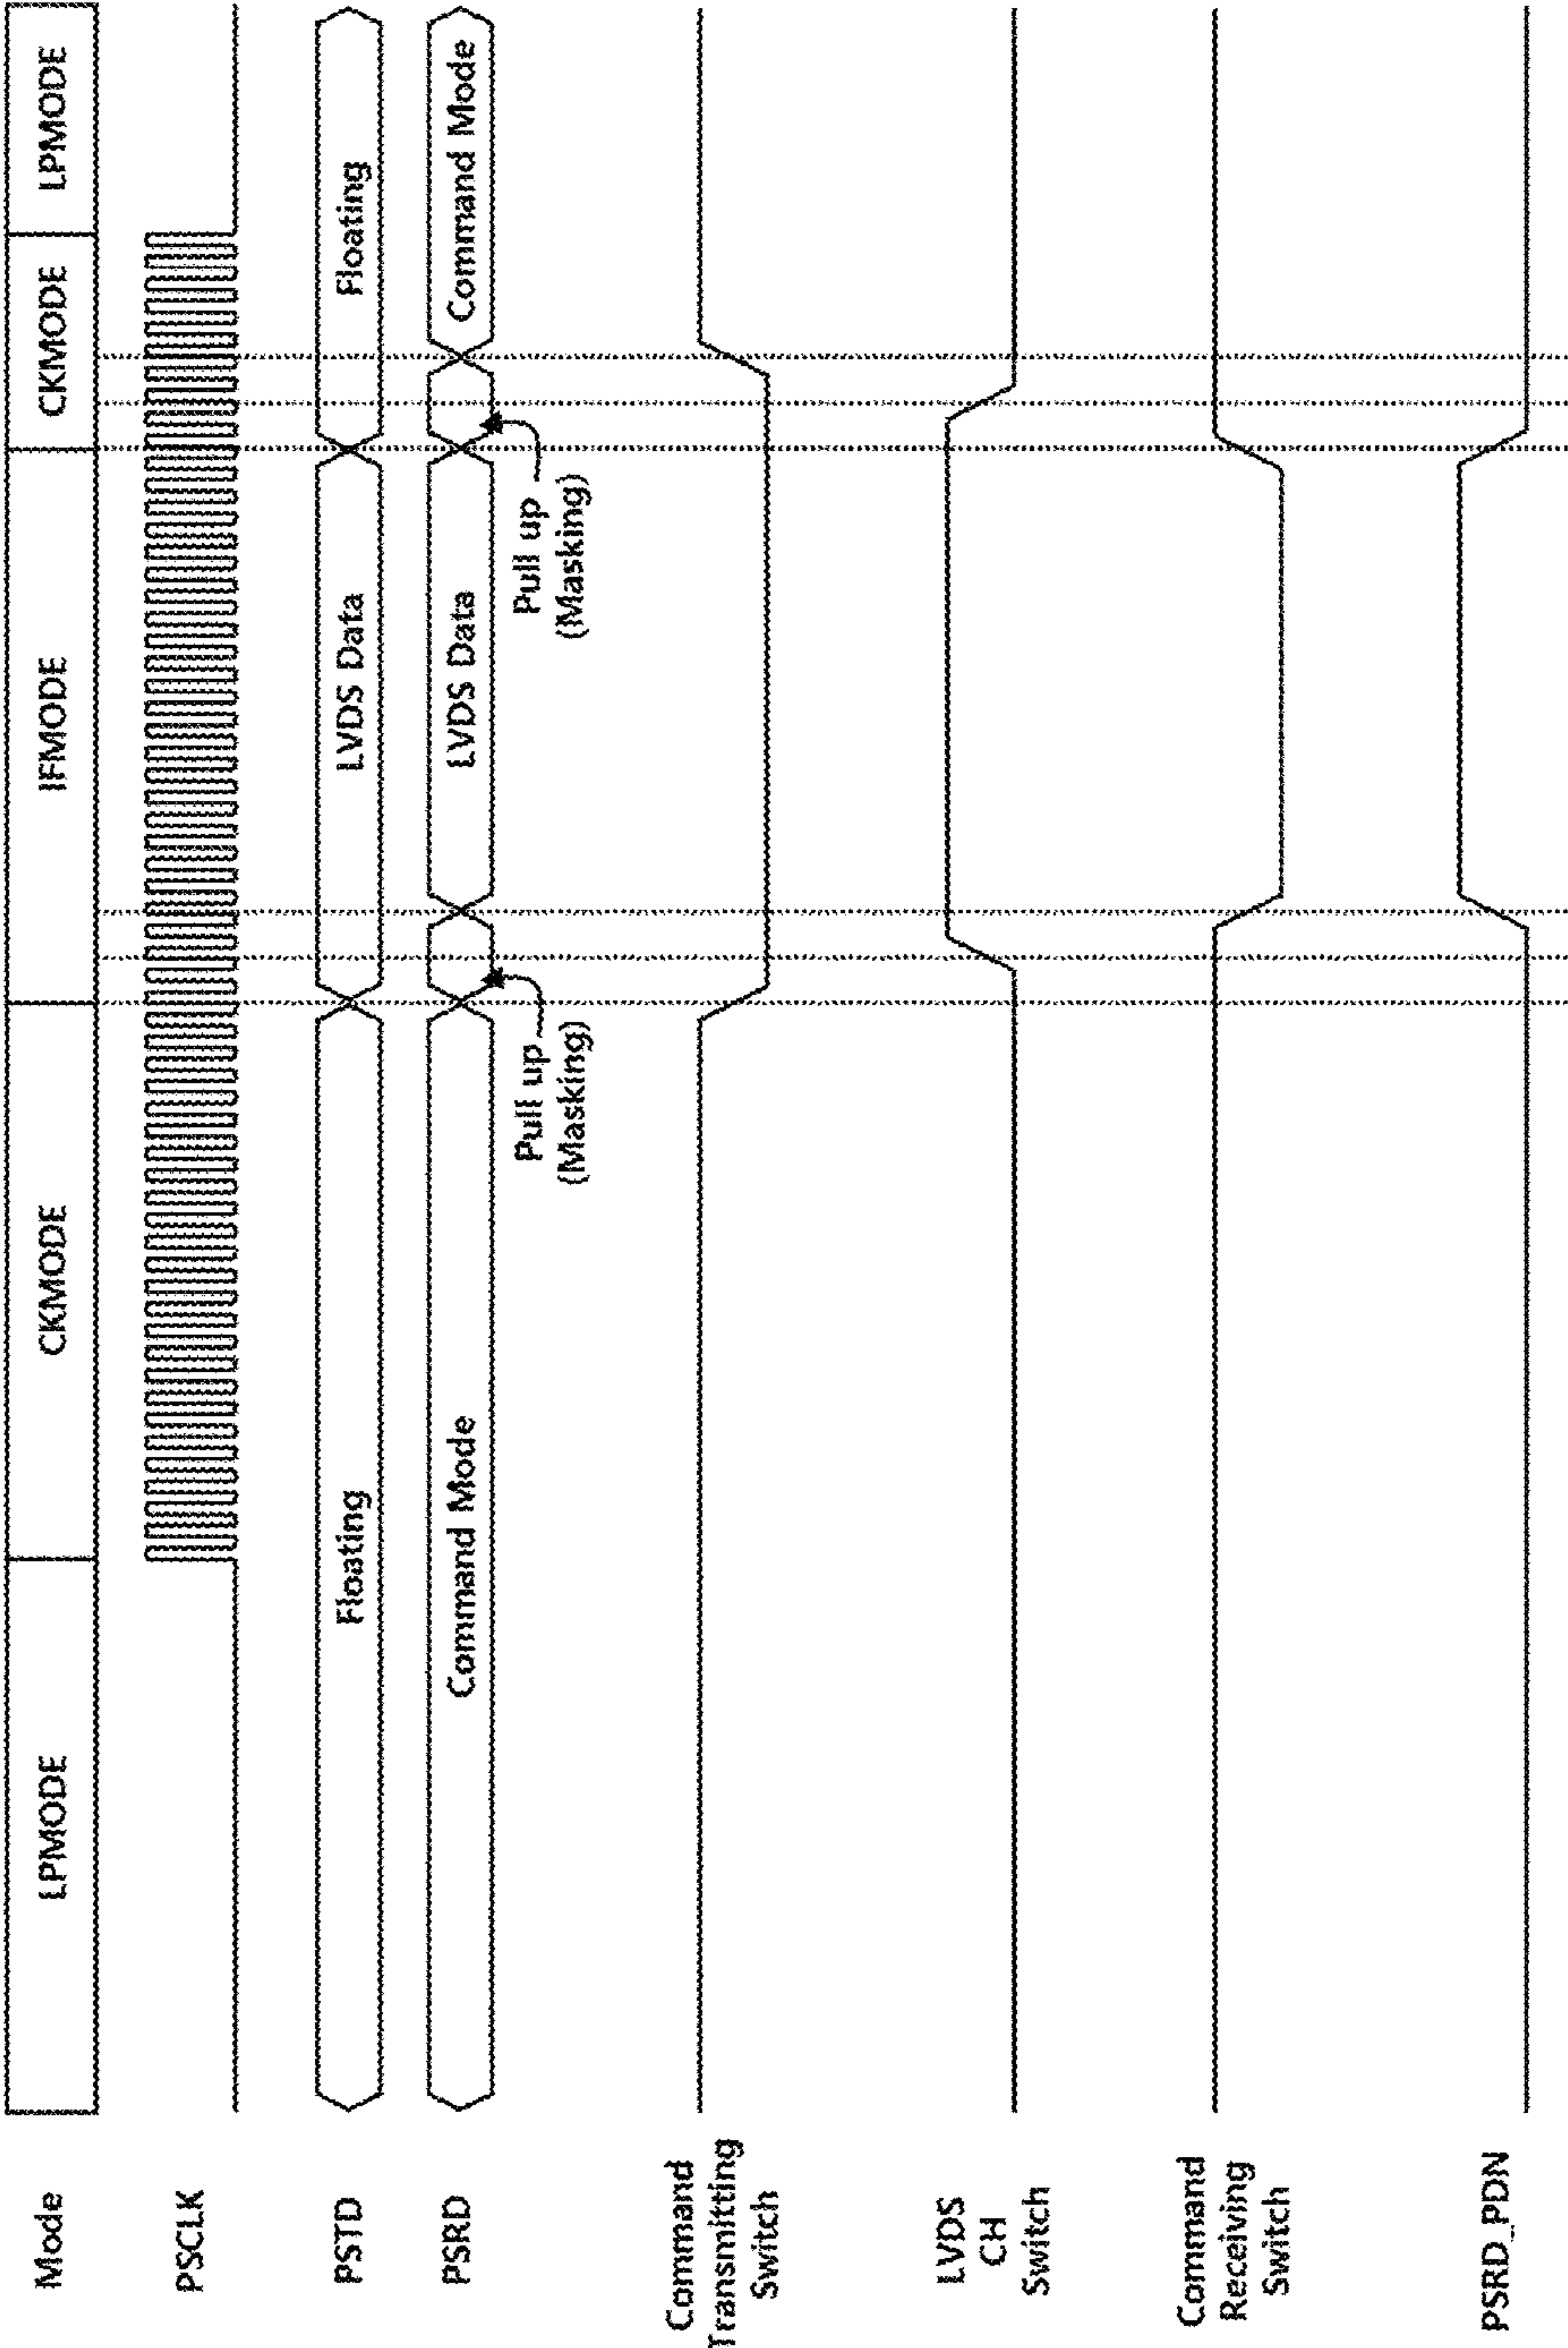 Mode
LPMODE
CKMODE
IFMODE
CKMODE
LPMODE
PSCLK
PSTD
Floating
LVDS Data
Floating
PSRD
Command Mode
LVDS Data
Command Mode
Pull up
(Masking)
Pull up
(Masking)
Command
Transmitting
Switch
LVDS
CH
Switch
Command
Receiving
Switch
PSRD_PDN